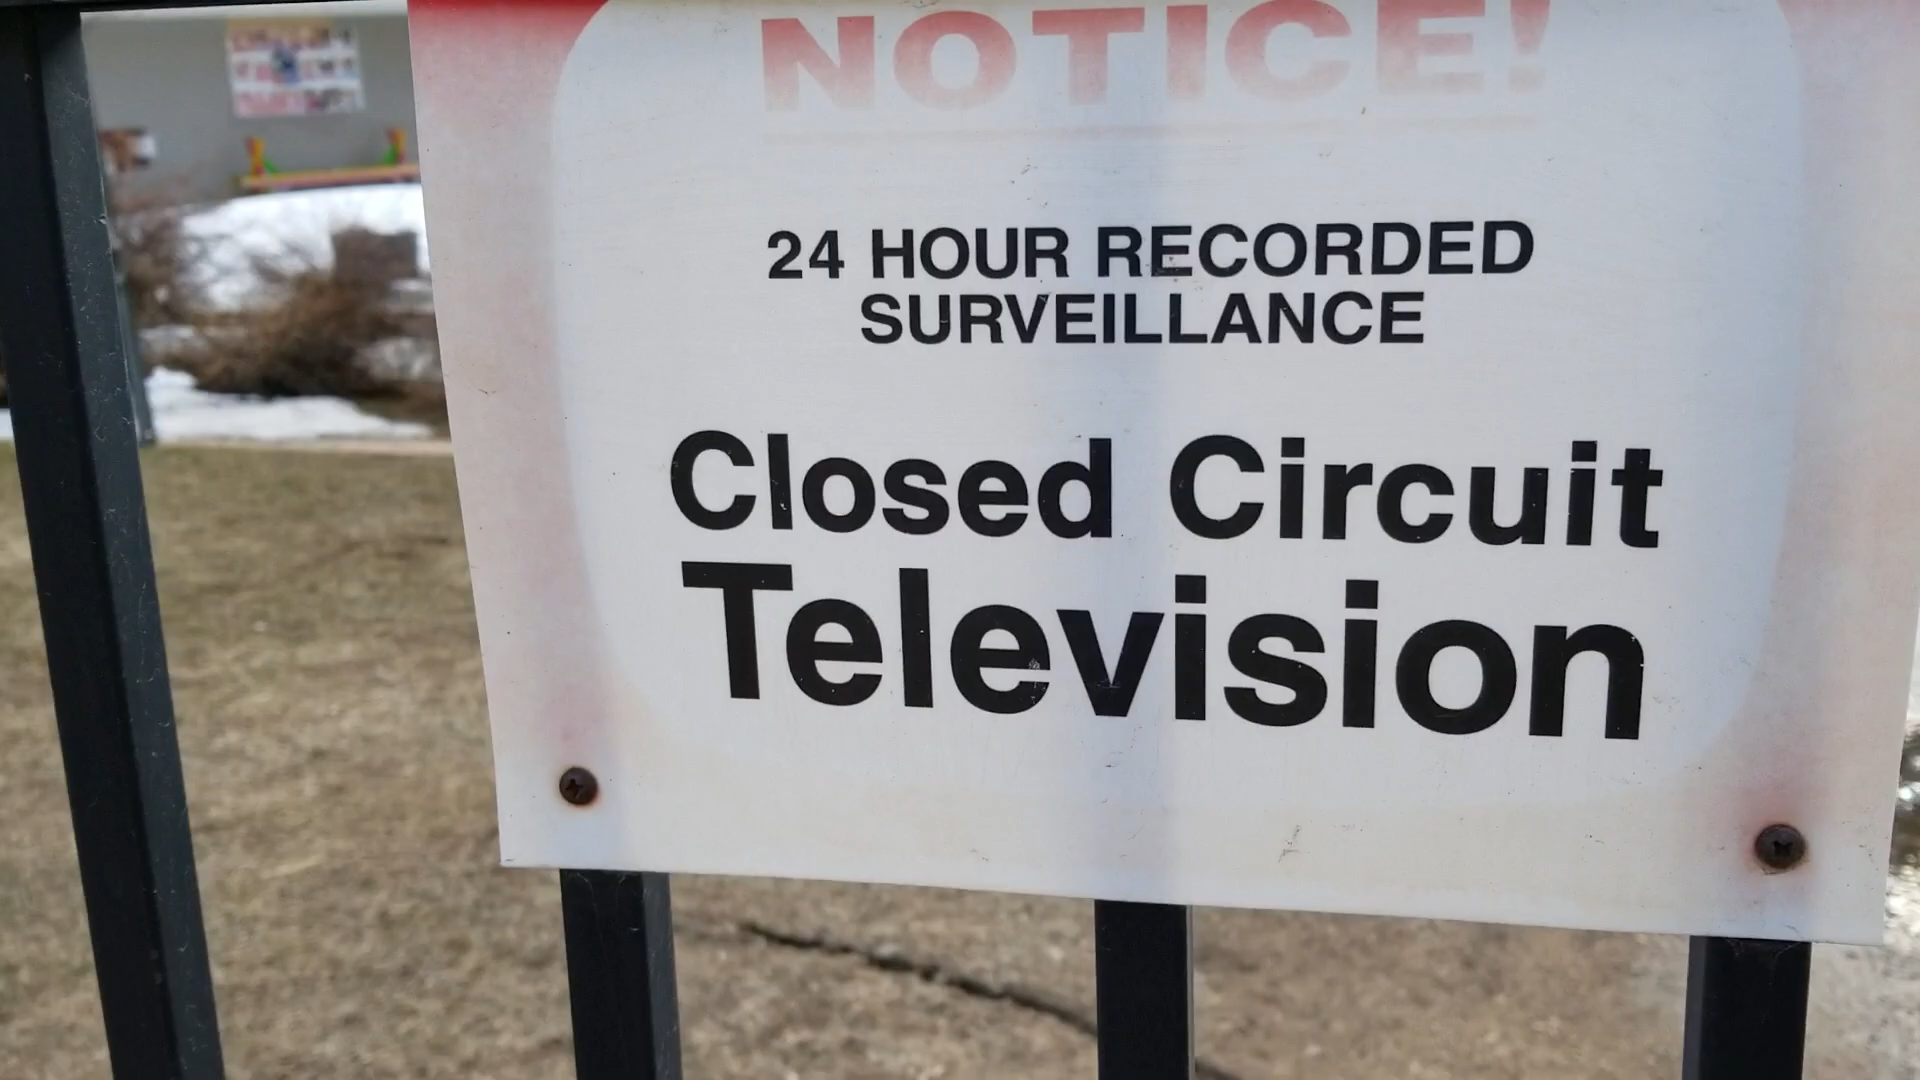 NOTICE!
24 HOUR RECORDED
SURVEILLANCE
Closed Circuit
Television